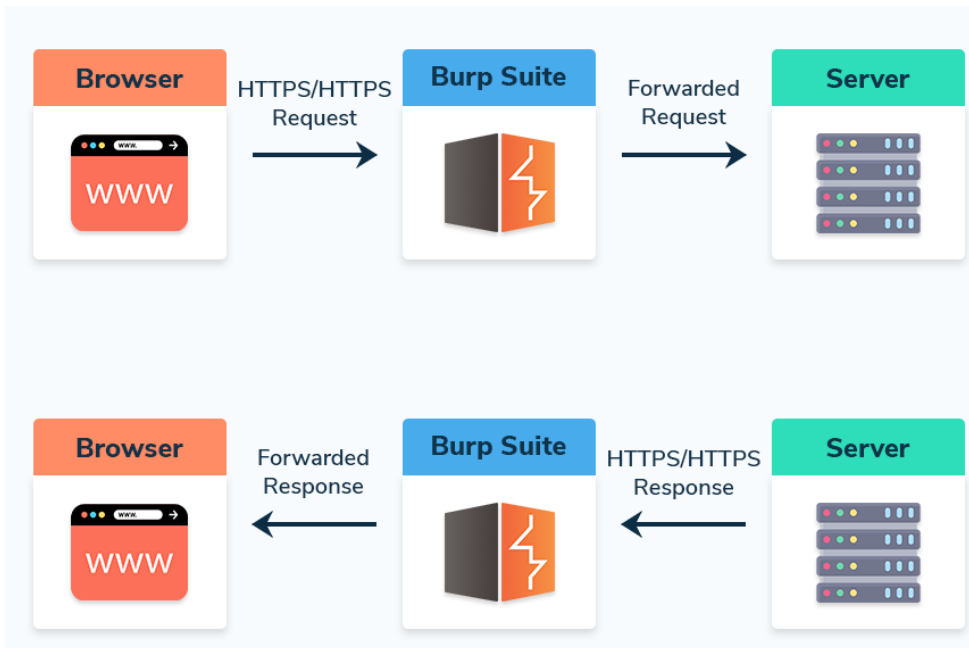 Browser
HTTPS/HTTPS
Request
Burp Suite
Forwarded
Request
Server
www.
WWW
Browser
Forwarded
Response
Burp Suite
HTTPS/HTTPS
Response
Server
www.
WWW